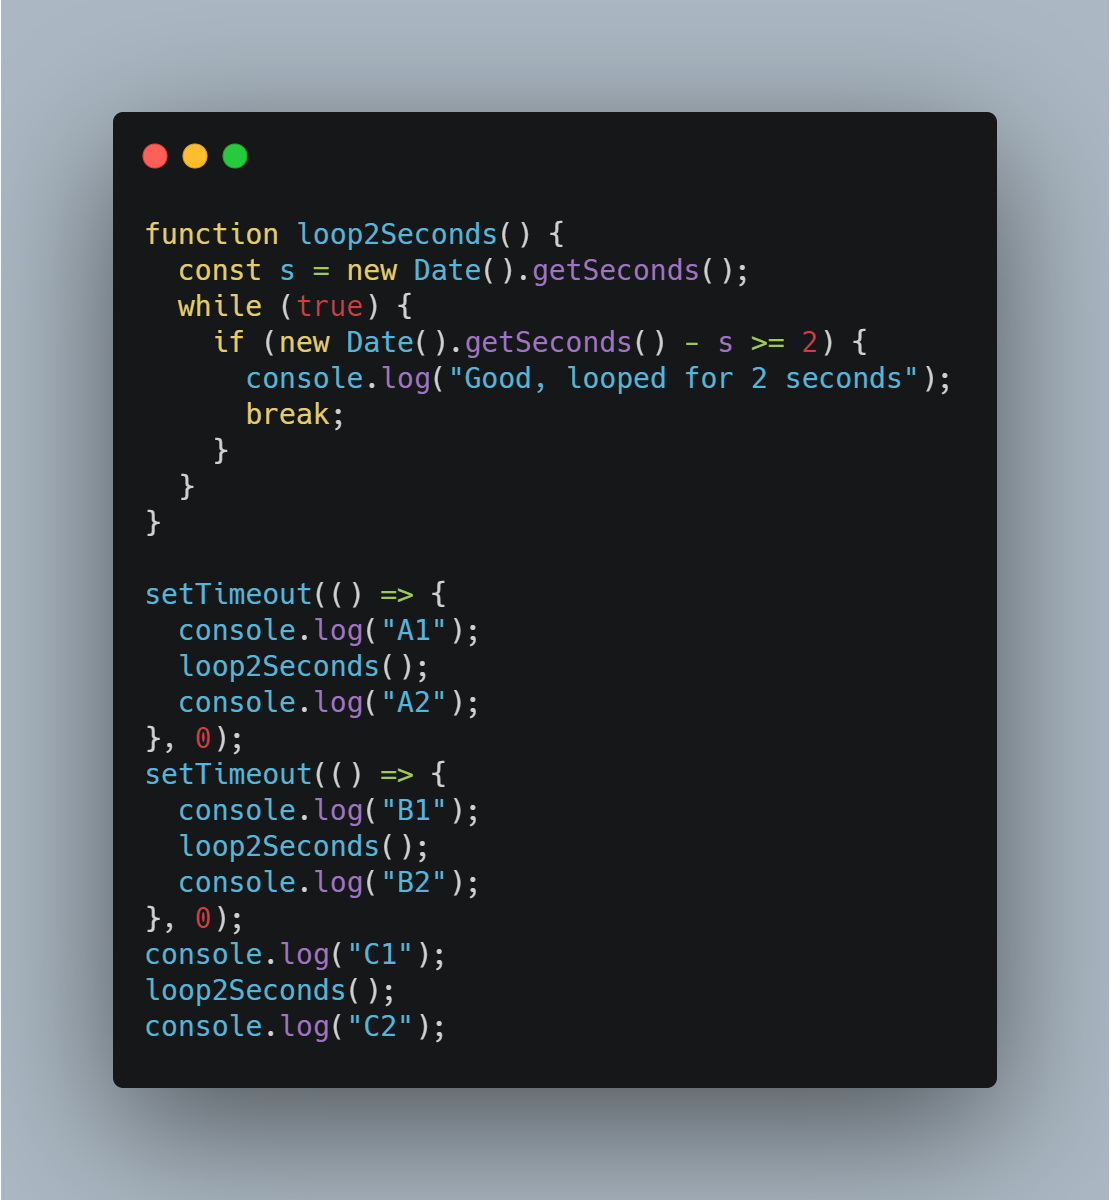 function loop2Seconds() {
  const s = new Date().getSeconds();
  while (true) {
    if (new Date().getSeconds() - s >= 2) {
      console.log("Good, looped for 2 seconds");
      break;
    }
  }
}

setTimeout(() => {
  console.log("A1");
  loop2Seconds();
  console.log("A2");
}, 0);
setTimeout(() => {
  console.log("B1");
  loop2Seconds();
  console.log("B2");
}, 0);
console.log("C1");
loop2Seconds();
console.log("C2");